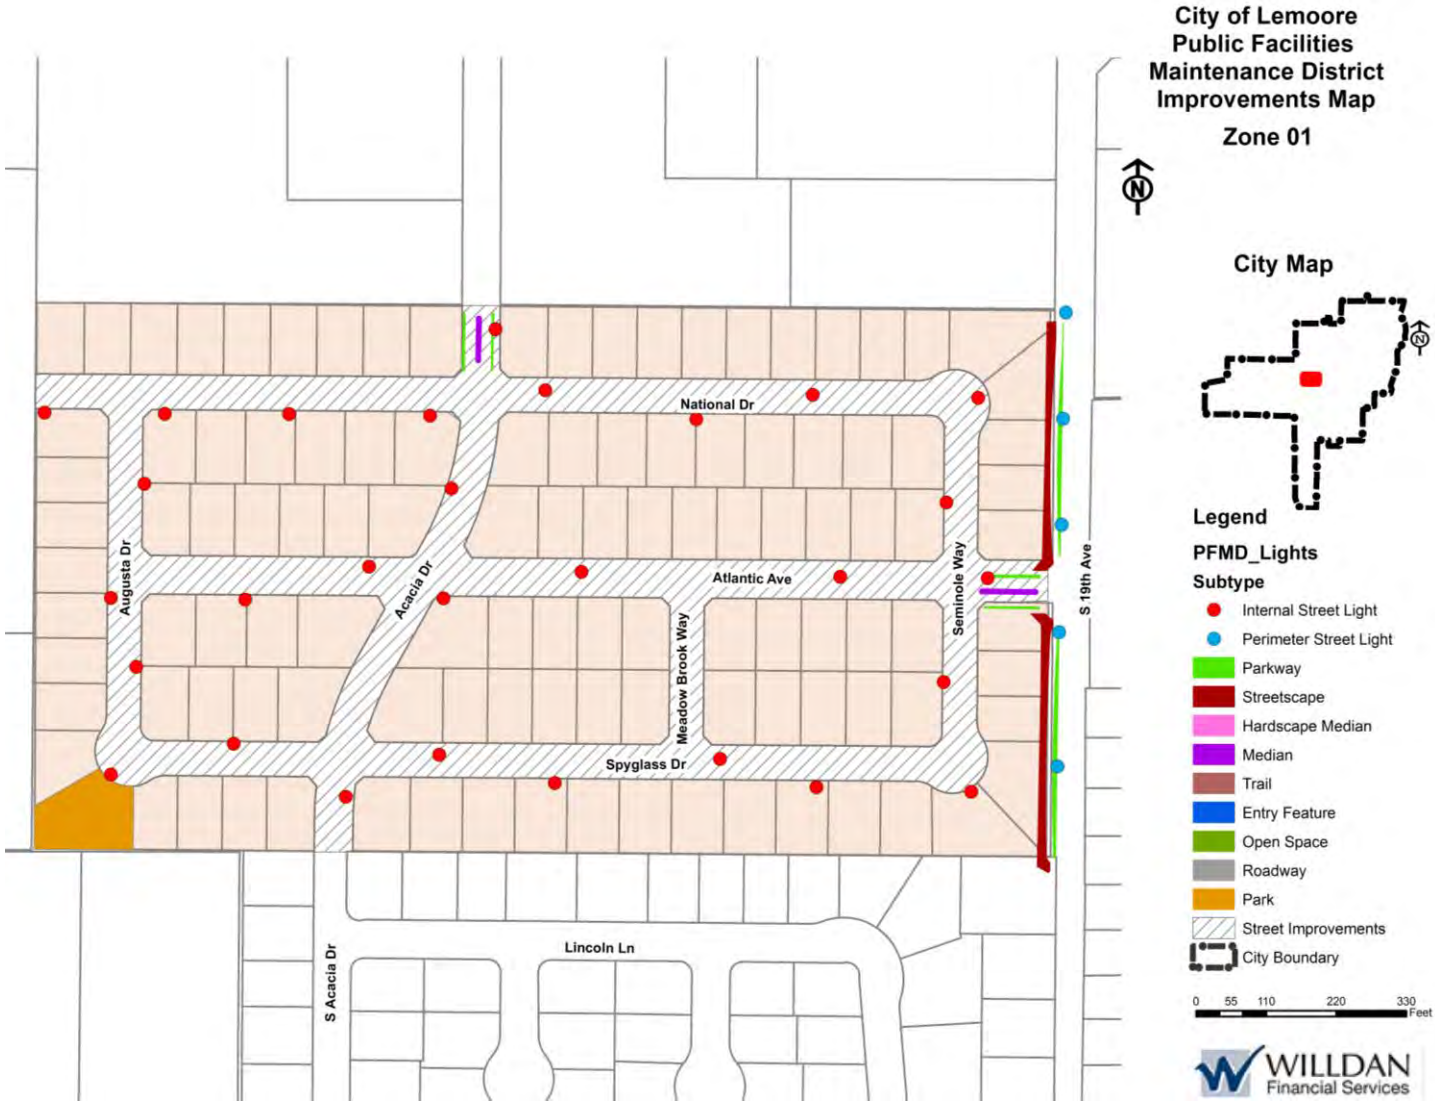 City of Lemoore
Public Facilities
Maintenance District
Improvements Map
Zone 01
N
City Map
N
National Dr
Augusta Dr
Acacia Dr
Atlantic Ave
Seminole Way
S 19th Ave
Meadow Brook Way
Spyglass Dr
Lincoln Ln
S Acacia Dr
Legend
PFMD_Lights
Subtype
Internal Street Light
Perimeter Street Light
Parkway
Streetscape
Hardscape Median
Median
Trail
Entry Feature
Open Space
Roadway
Park
Street Improvements
City Boundary
0 55 110 220 330
Feet
WILLDAN
Financial Services